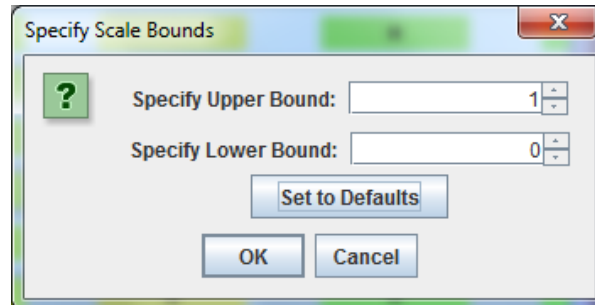 Specify Scale Bounds
?
Specify Upper Bound: 1
Specify Lower Bound: 0
Set to Defaults
OK Cancel